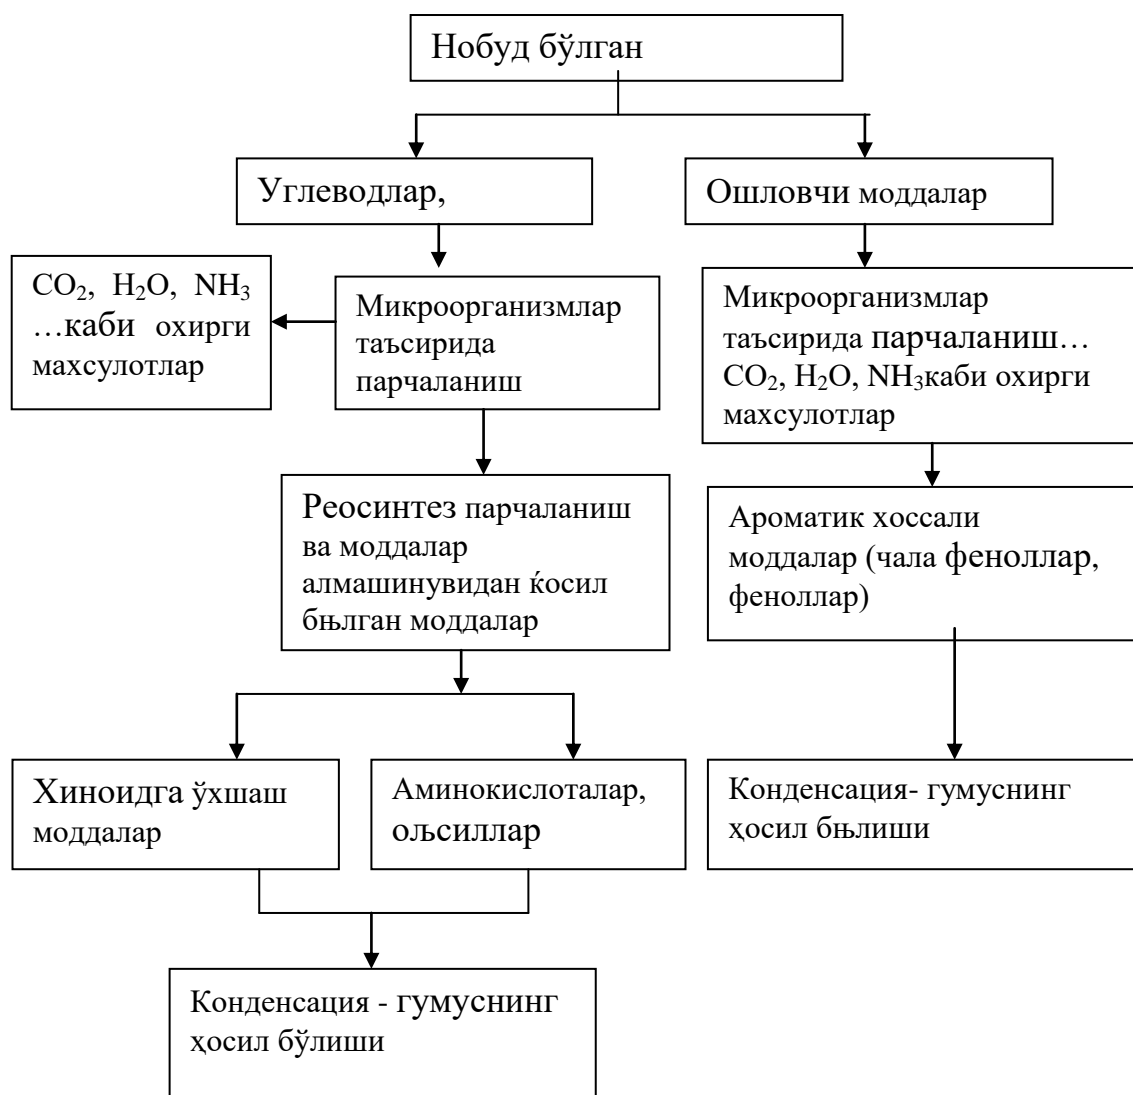 Нобуд бўлган
Углеводлар,
Ошловчи моддалар
CO₂, H₂O, NH₃
…каби охирги
махсулотлар
Микроорганизмлар
таъсирида
парчаланиш
Микроорганизмлар
таъсирида парчаланиш…
CO₂, H₂O, NH₃каби охирги
махсулотлар
Реосинтез парчаланиш
ва моддалар
алмашинувидан ќосил
бњлган моддалар
Ароматик хоссали
моддалар (чала феноллар,
феноллар)
Хиноидга ўхшаш
моддалар
Аминокислоталар,
ољсиллар
Конденсация- гумуснинг
ҳосил бњлиши
Конденсация - гумуснинг
ҳосил бўлиши